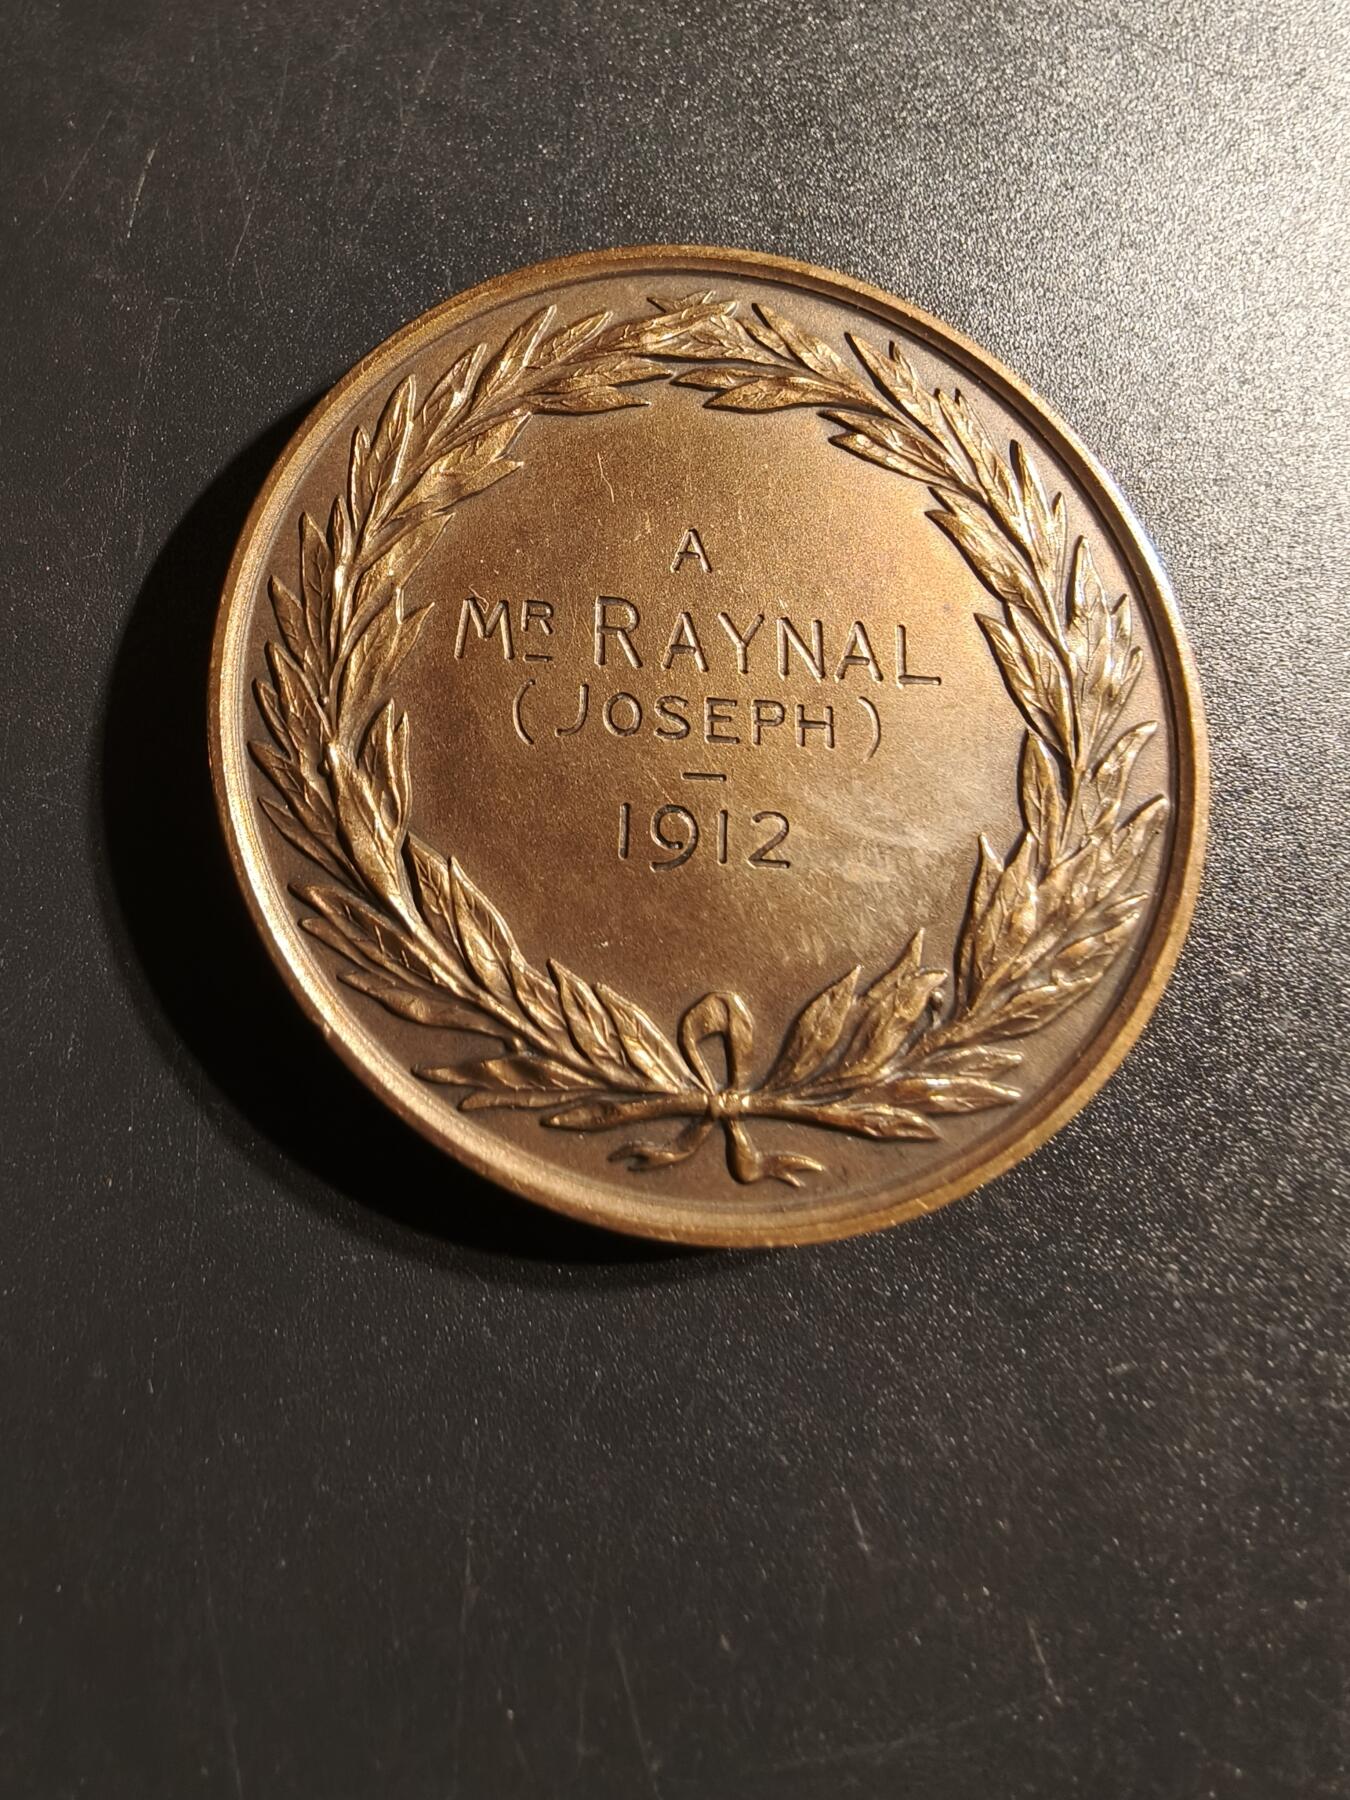 A
MR RAYNAL
(JOSEPH)
—
1912